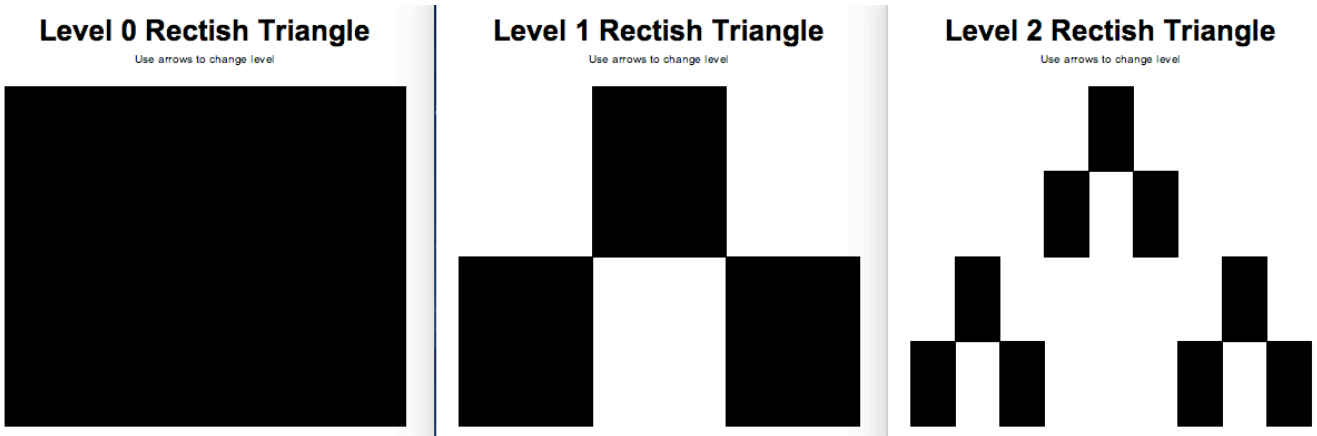 Level 0 Rectish Triangle
Use arrows to change level
Level 1 Rectish Triangle
Use arrows to change level
Level 2 Rectish Triangle
Use arrows to change level